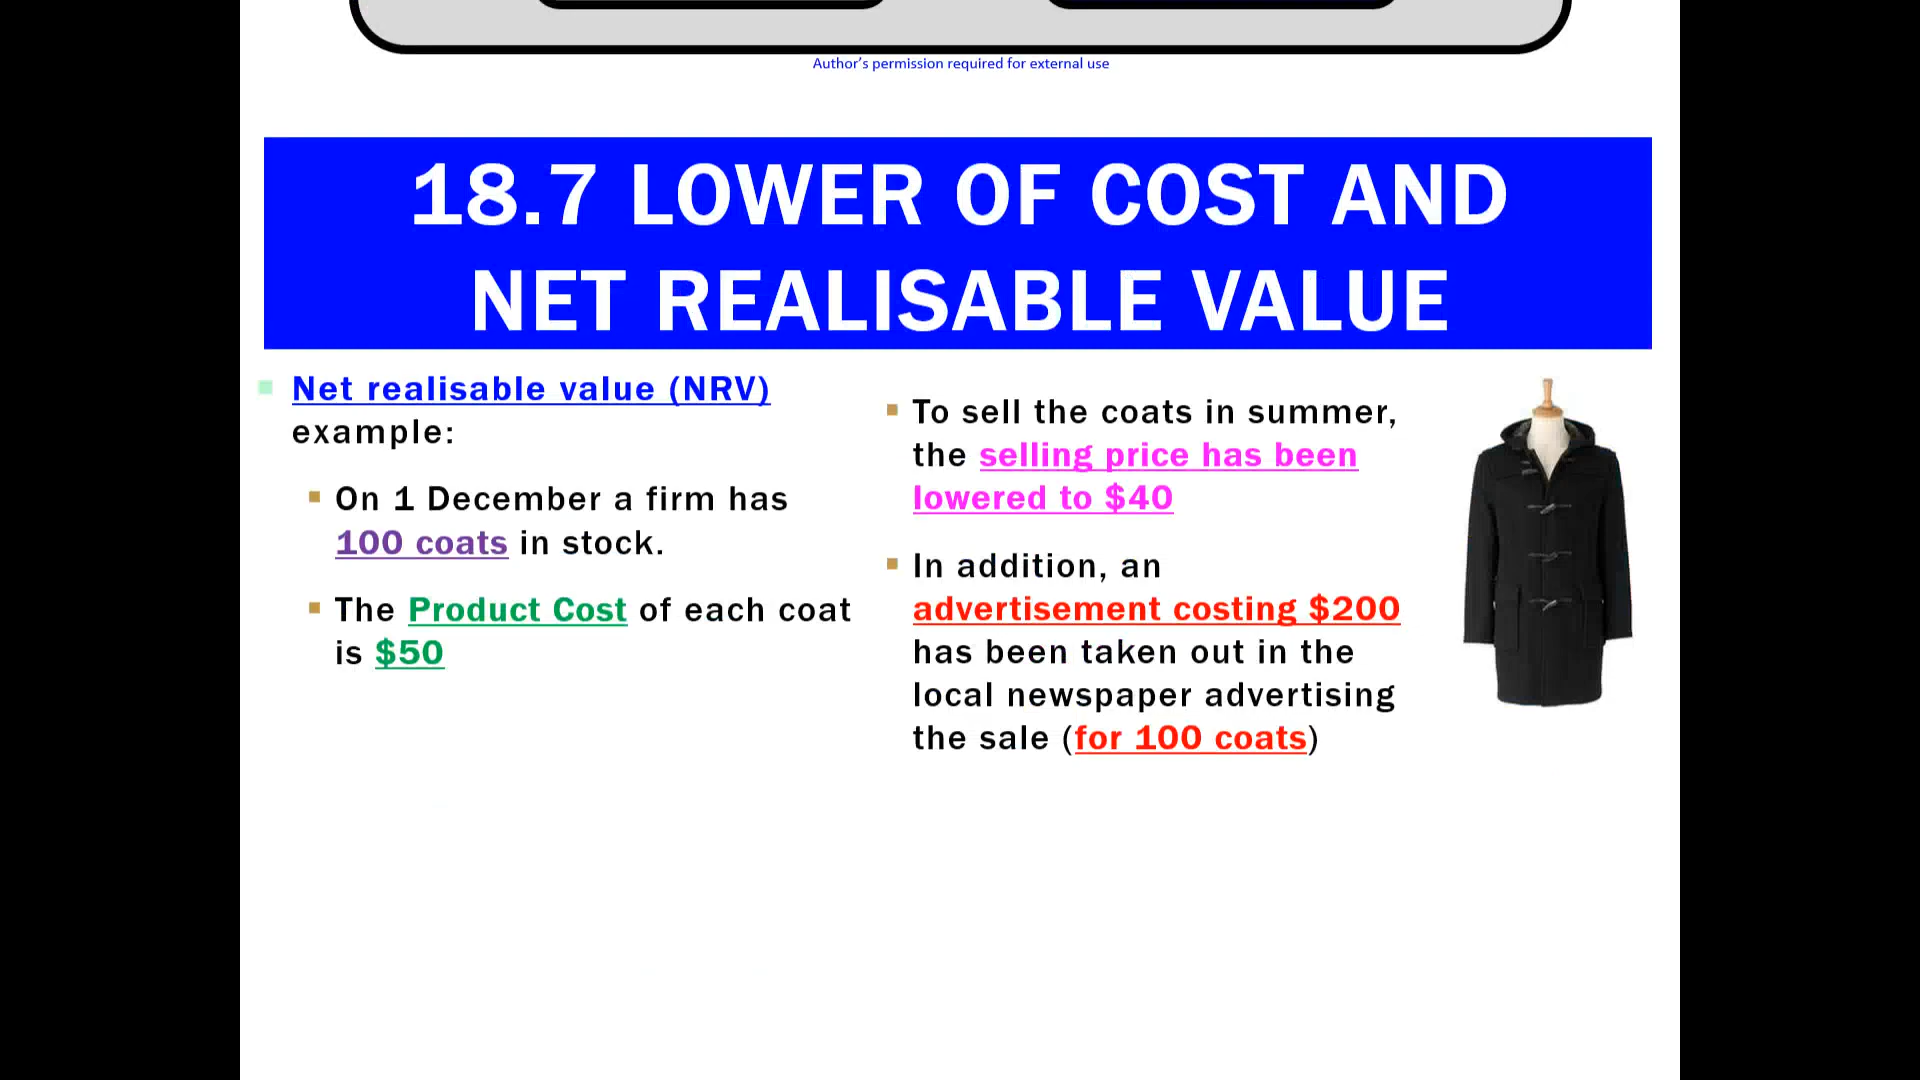 Author's permission required for external use
18.7 LOWER OF COST AND
NET REALISABLE VALUE
Net realisable value (NRV)
example:
On 1 December a firm has
100 coats in stock.
The Product Cost of each coat
is $50
To sell the coats in summer,
the selling price has been
lowered to $40
In addition, an
advertisement costing $200
has been taken out in the
local newspaper advertising
the sale (for 100 coats)